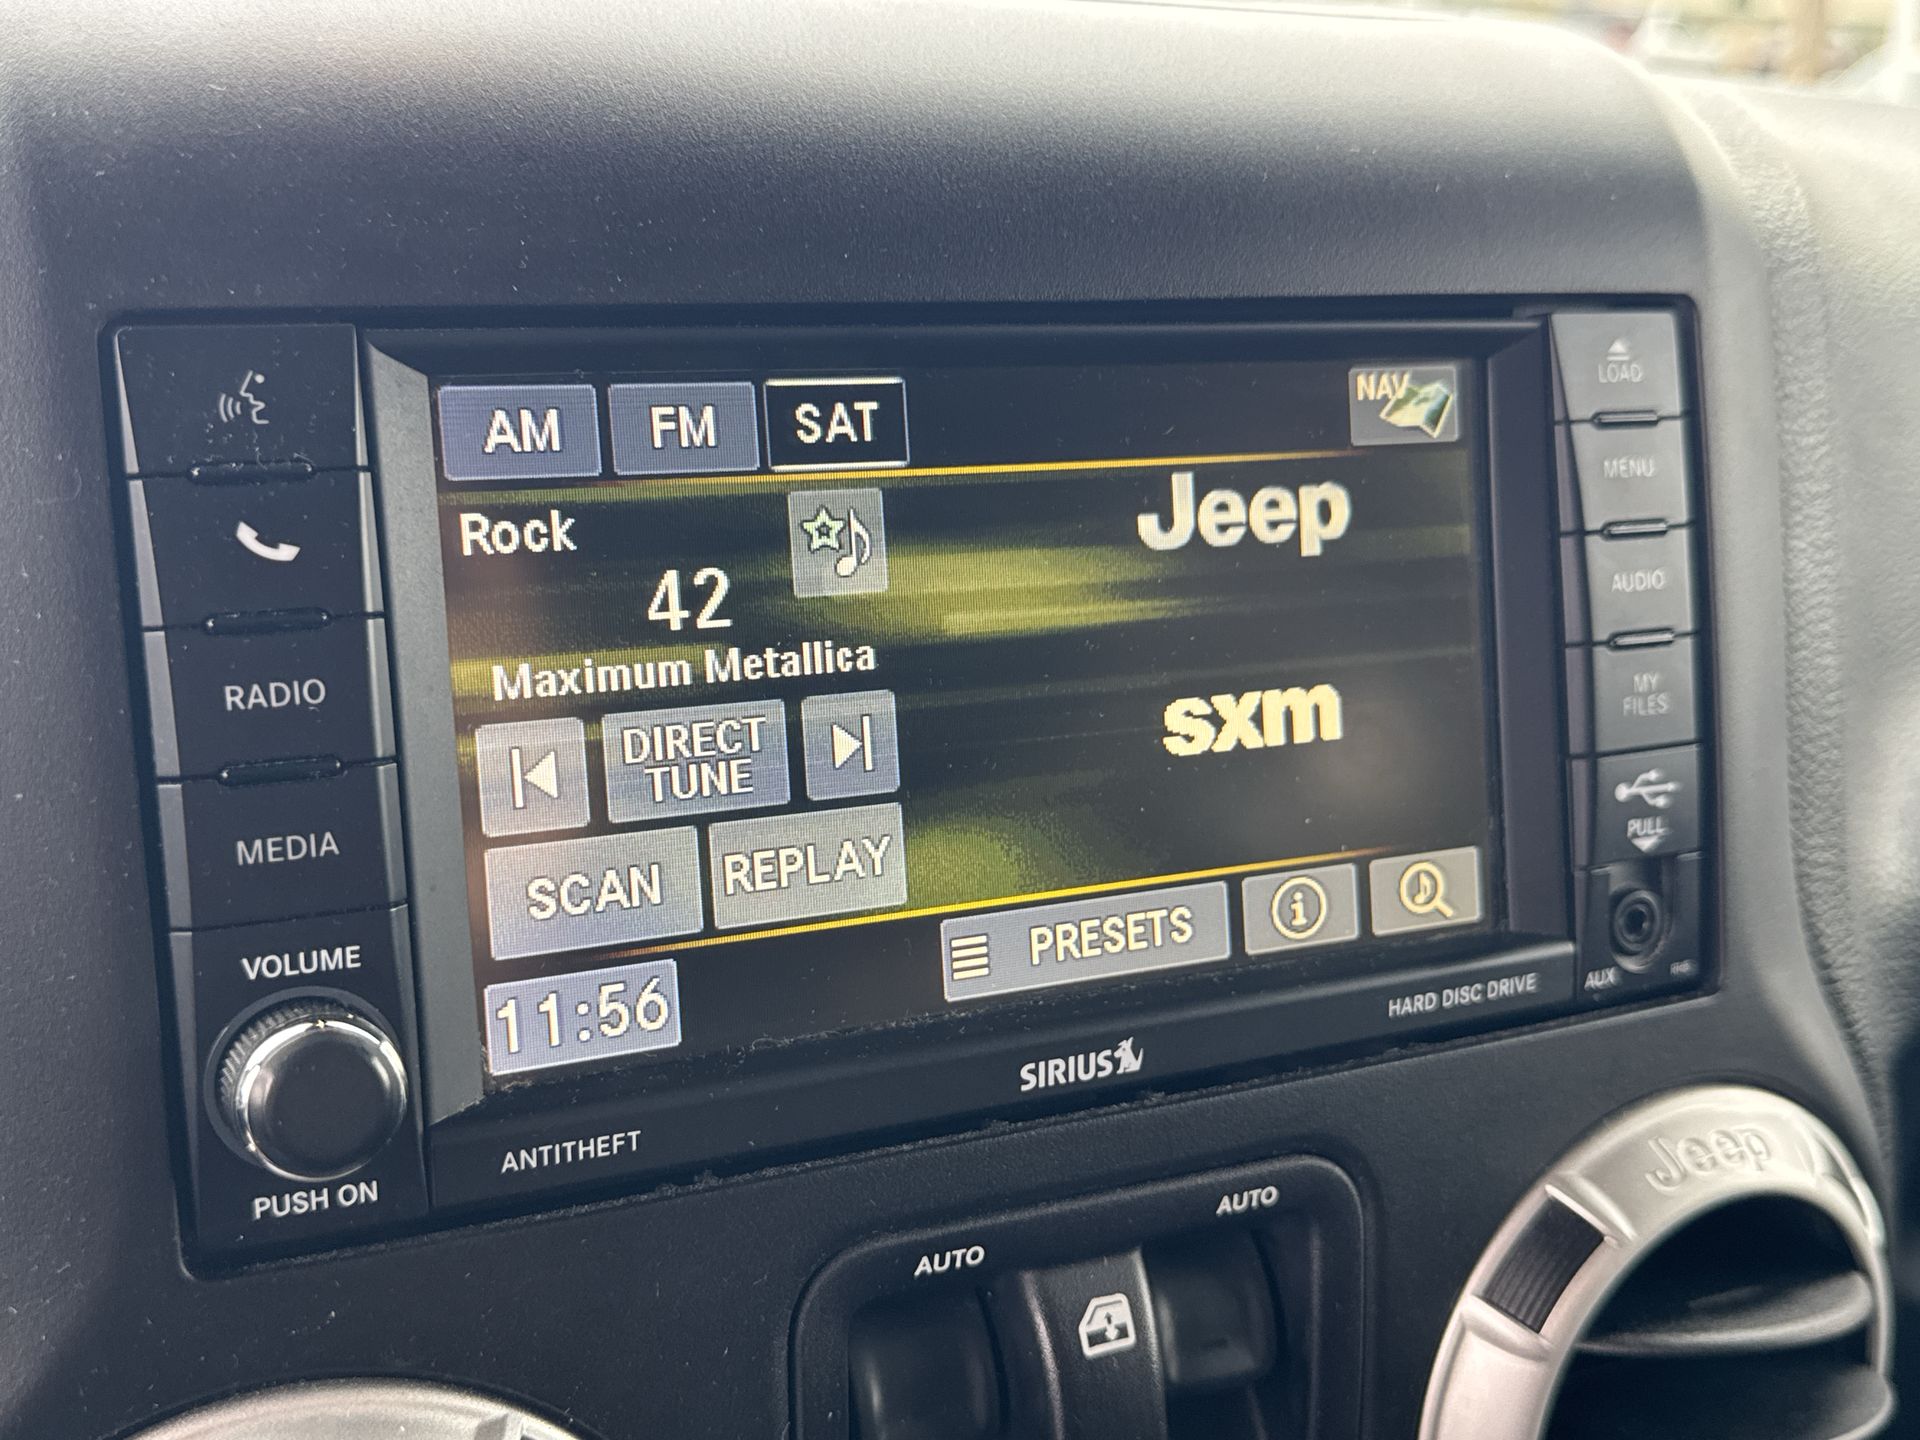 AM FM SAT NAV
Rock
42
Maximum Metallica
DIRECT
TUNE
SCAN REPLAY
Jeep
sxm
PRESETS
11:56
RADIO
MEDIA
VOLUME
PUSH ON
LOAD
MENU
AUDIO
MY
FILES
PULL
AUX
HARD DISC DRIVE
SIRIUS
ANTITHEFT
AUTO AUTO
Jeep